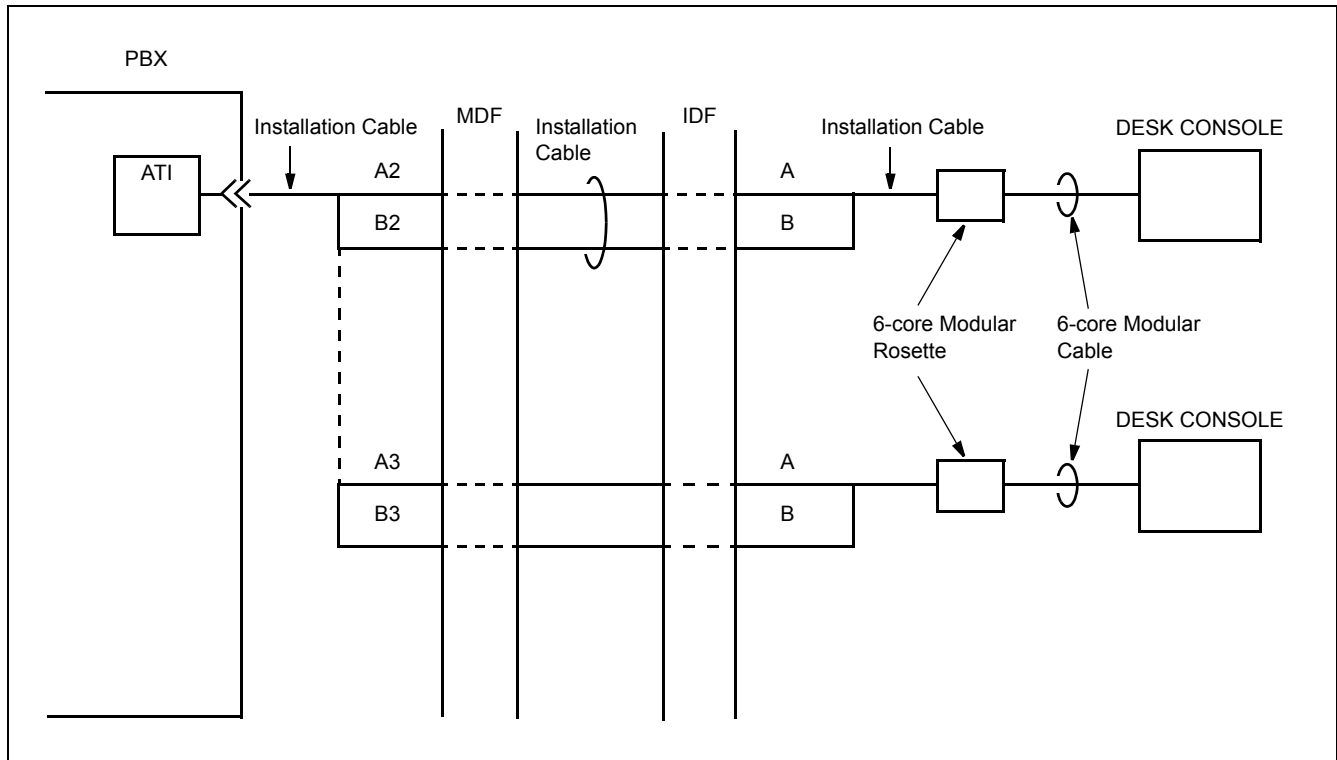 PBX
Installation Cable
MDF
Installation
Cable
IDF
Installation Cable
DESK CONSOLE
ATI
A2
B2
A
B
6-core Modular
Rosette
6-core Modular
Cable
DESK CONSOLE
A3
B3
A
B